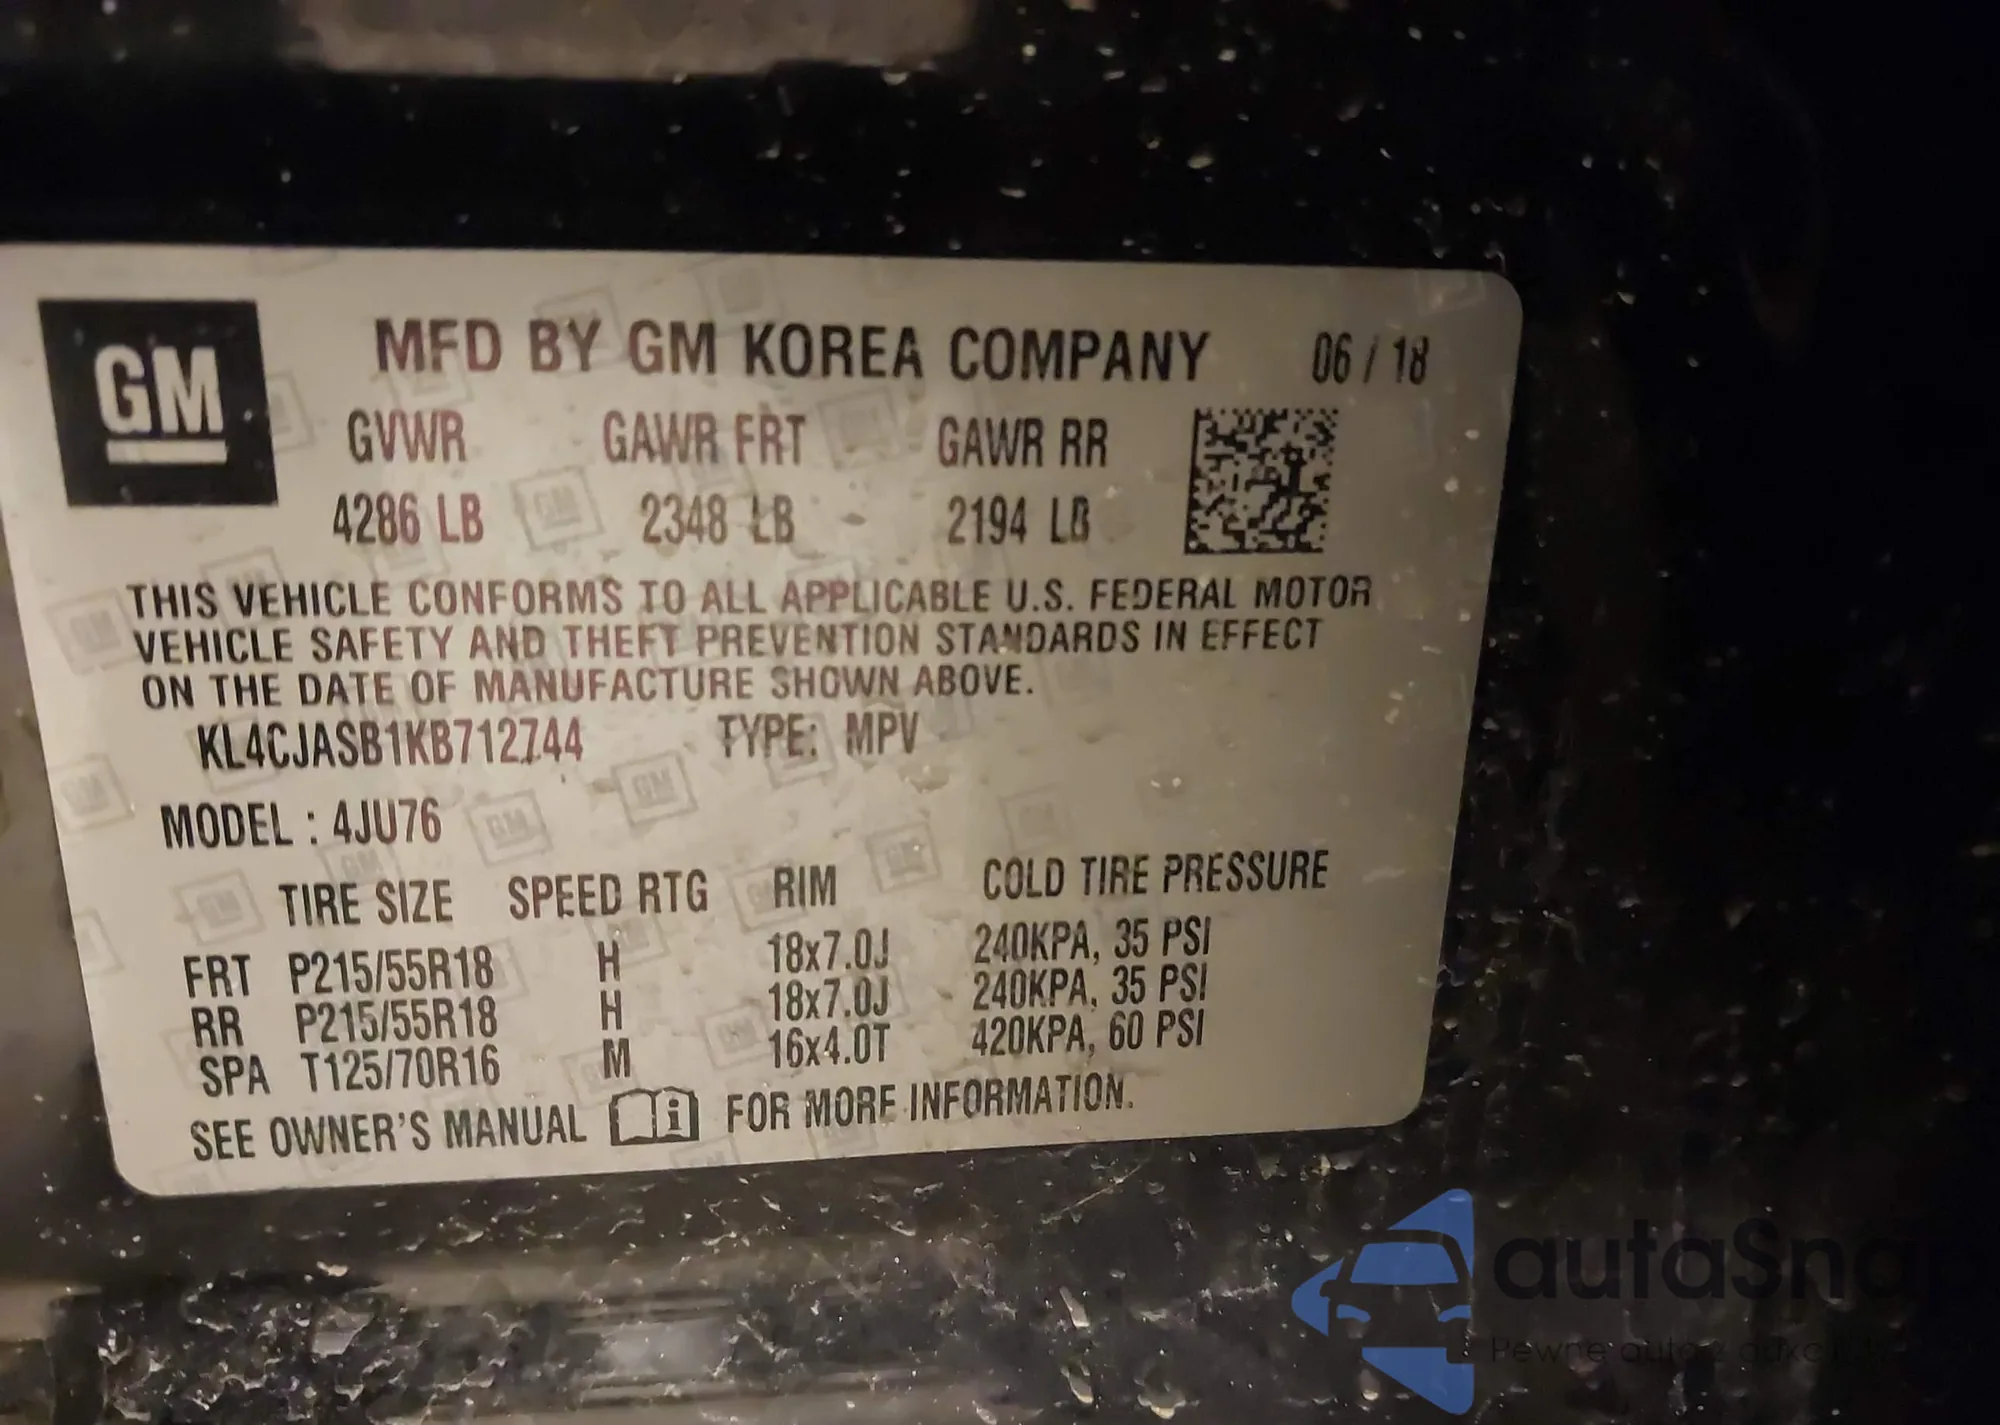 GM
MFD BY GM KOREA COMPANY 06 / 18
GVWR GAWR FRT GAWR RR
4286 LB 2348 LB 2194 LB
THIS VEHICLE CONFORMS TO ALL APPLICABLE U.S. FEDERAL MOTOR
VEHICLE SAFETY AND THEFT PREVENTION STANDARDS IN EFFECT
ON THE DATE OF MANUFACTURE SHOWN ABOVE.
KL4CJASB1KB712744 TYPE: MPV
MODEL : 4JU76
TIRE SIZE SPEED RTG RIM COLD TIRE PRESSURE
FRT P215/55R18 H 18x7.0J 240KPA, 35 PSI
RR P215/55R18 H 18x7.0J 240KPA, 35 PSI
SPA T125/70R16 M 16x4.0T 420KPA, 60 PSI
SEE OWNER'S MANUAL FOR MORE INFORMATION.
autaSna
Pewne auto z